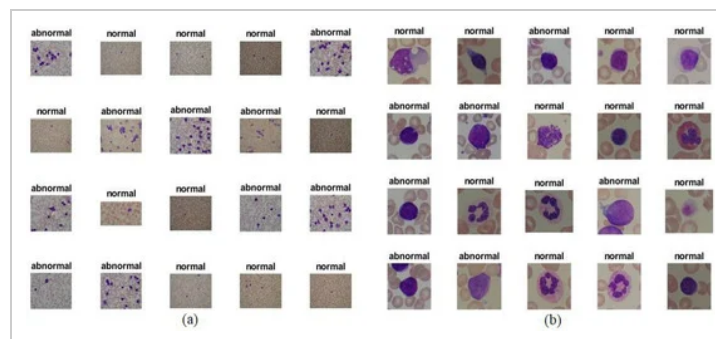 abnormal normal normal normal abnormal
normal abnormal abnormal abnormal normal
abnormal normal normal abnormal abnormal
abnormal abnormal normal normal normal
(a)
normal normal abnormal normal normal
abnormal abnormal normal normal normal
abnormal normal normal abnormal normal
abnormal abnormal normal normal normal
(b)